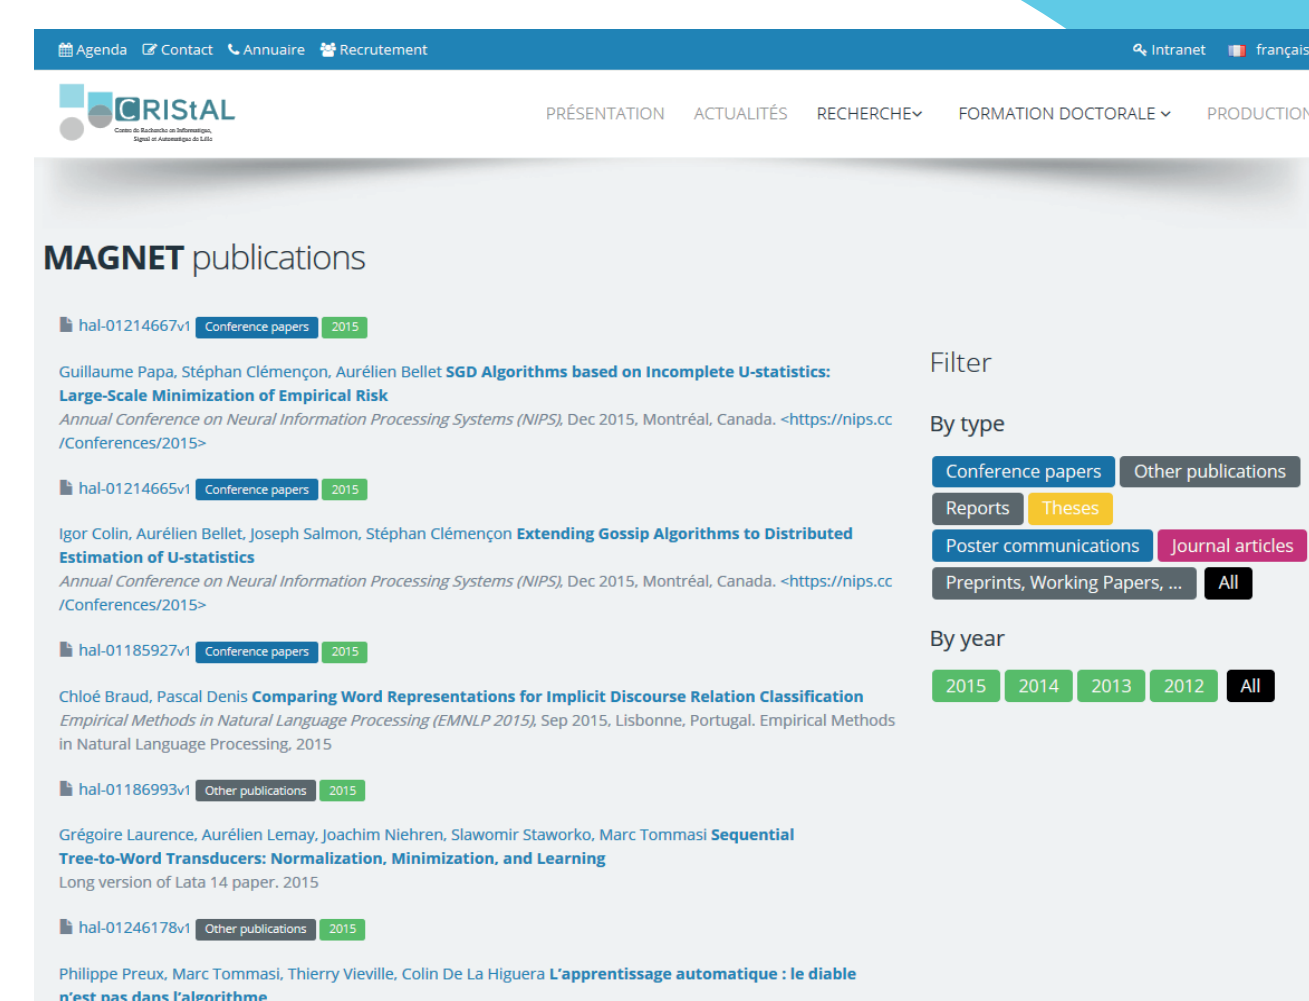 Agenda Contact Annuaire Recrutement Intranet français
CRIStAL
Centre de Recherche en Informatique,
Signal et Automatique de Lille
PRÉSENTATION ACTUALITÉS RECHERCHE FORMATION DOCTORALE PRODUCTION
MAGNET publications
hal-01214667v1 Conference papers 2015
Guillaume Papa, Stéphan Clémençon, Aurélien Bellet SGD Algorithms based on Incomplete U-statistics:
Large-Scale Minimization of Empirical Risk
Annual Conference on Neural Information Processing Systems (NIPS), Dec 2015, Montréal, Canada. <https://nips.cc
/Conferences/2015>
hal-01214665v1 Conference papers 2015
Igor Colin, Aurélien Bellet, Joseph Salmon, Stéphan Clémençon Extending Gossip Algorithms to Distributed
Estimation of U-statistics
Annual Conference on Neural Information Processing Systems (NIPS), Dec 2015, Montréal, Canada. <https://nips.cc
/Conferences/2015>
hal-01185927v1 Conference papers 2015
Chloé Braud, Pascal Denis Comparing Word Representations for Implicit Discourse Relation Classification
Empirical Methods in Natural Language Processing (EMNLP 2015), Sep 2015, Lisbonne, Portugal. Empirical Methods
in Natural Language Processing, 2015
hal-01186993v1 Other publications 2015
Grégoire Laurence, Aurélien Lemay, Joachim Niehren, Slawomir Staworko, Marc Tommasi Sequential
Tree-to-Word Transducers: Normalization, Minimization, and Learning
Long version of Lata 14 paper. 2015
hal-01246178v1 Other publications 2015
Philippe Preux, Marc Tommasi, Thierry Vieville, Colin De La Higuera L'apprentissage automatique : le diable
n'est pas dans l'algorithme
Filter
By type
Conference papers Other publications
Reports Theses
Poster communications Journal articles
Preprints, Working Papers, ... All
By year
2015 2014 2013 2012 All